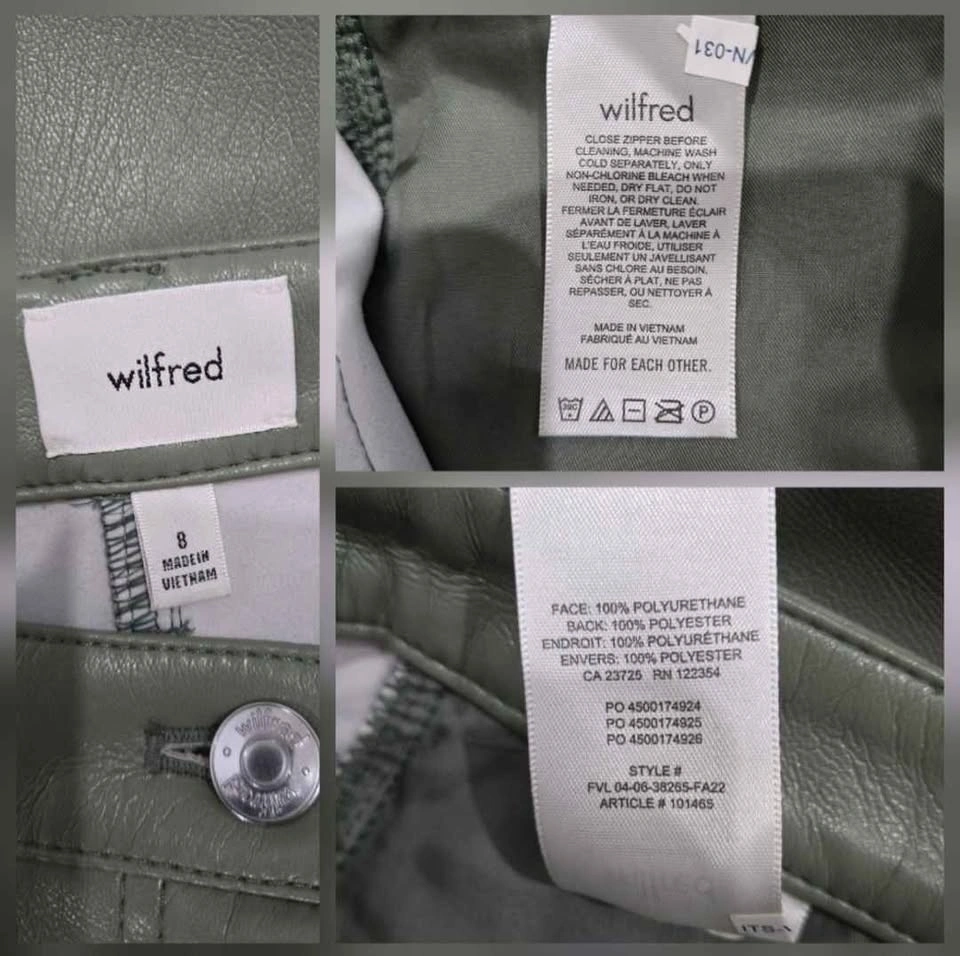 wilfred
8
MADE IN
VIETNAM
wilfred
VN-031
wilfred
CLOSE ZIPPER BEFORE
CLEANING, MACHINE WASH
COLD SEPARATELY, ONLY
NON-CHLORINE BLEACH WHEN
NEEDED, DRY FLAT, DO NOT
IRON, OR DRY CLEAN.
FERMER LA FERMETURE ÉCLAIR
AVANT DE LAVER, LAVER
SÉPARÉMENT À LA MACHINE À
L'EAU FROIDE, UTILISER
SEULEMENT UN JAVELLISANT
SANS CHLORE AU BESOIN.
SÉCHER À PLAT, NE PAS
REPASSER, OU NETTOYER À
SEC.
MADE IN VIETNAM
FABRIQUÉ AU VIETNAM
MADE FOR EACH OTHER.
30C
P
FACE: 100% POLYURETHANE
BACK: 100% POLYESTER
ENDROIT: 100% POLYURÉTHANE
ENVERS: 100% POLYESTER
CA 23725 RN 122354
PO 4500174924
PO 4500174925
PO 4500174926
STYLE #
FVL 04-06-38265-FA22
ARTICLE # 101465